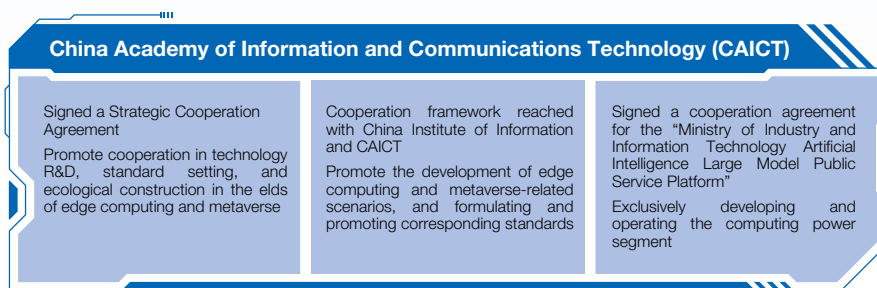 China Academy of Information and Communications Technology (CAICT)
Signed a Strategic Cooperation
Agreement
Promote cooperation in technology
R&D, standard setting, and
ecological construction in the elds
of edge computing and metaverse
Cooperation framework reached
with China Institute of Information
and CAICT
Promote the development of edge
computing and metaverse-related
scenarios, and formulating and
promoting corresponding standards
Signed a cooperation agreement
for the “Ministry of Industry and
Information Technology Artificial
Intelligence Large Model Public
Service Platform”
Exclusively developing and
operating the computing power
segment